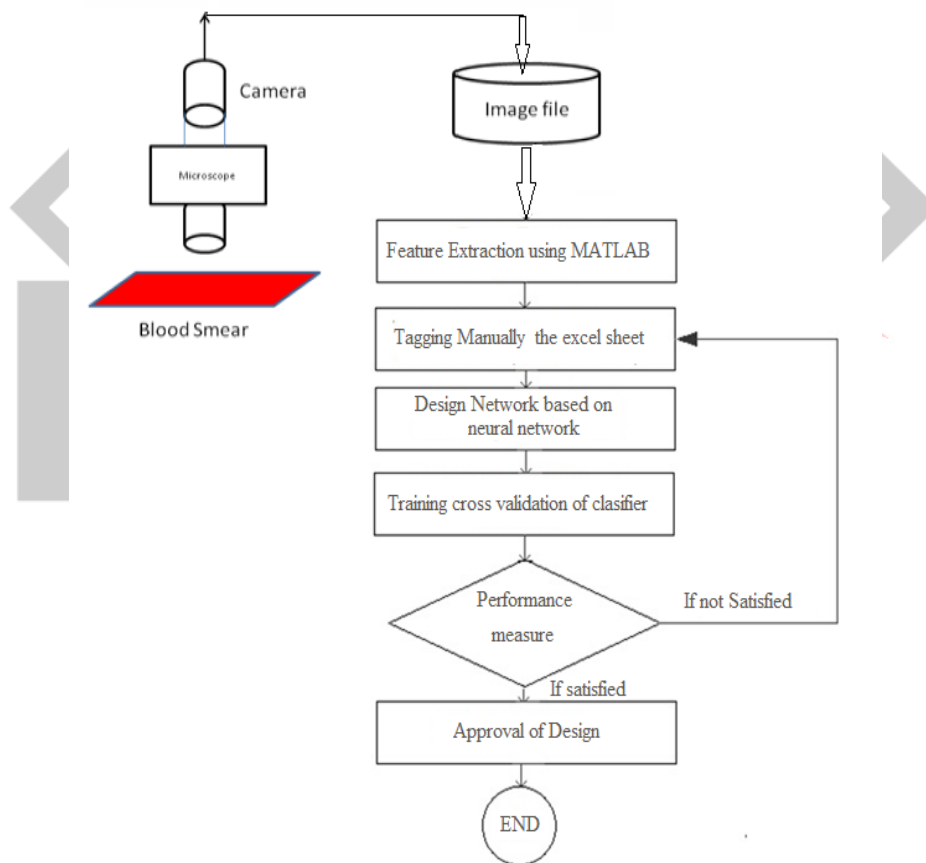 Camera
Image file
Microscope
Blood Smear
Feature Extraction using MATLAB
Tagging Manually the excel sheet
Design Network based on
neural network
Training cross validation of clasifier
Performance
measure
If not Satisfied
If satisfied
Approval of Design
END